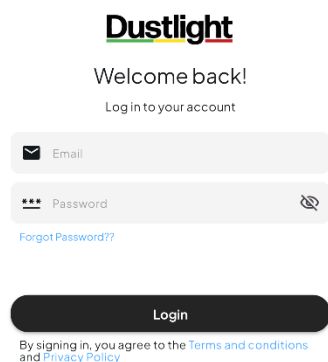 Dustlight
Welcome back!
Log in to your account
Email
*** Password
Forgot Password??
Login
By signing in, you agree to the Terms and conditions
and Privacy Policy